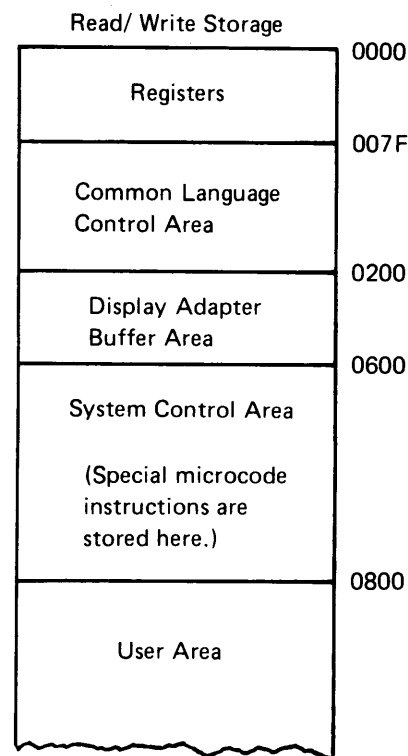 Read/ Write Storage
0000
Registers
007F
Common Language
Control Area
0200
Display Adapter
Buffer Area
0600
System Control Area
(Special microcode
instructions are
stored here.)
0800
User Area